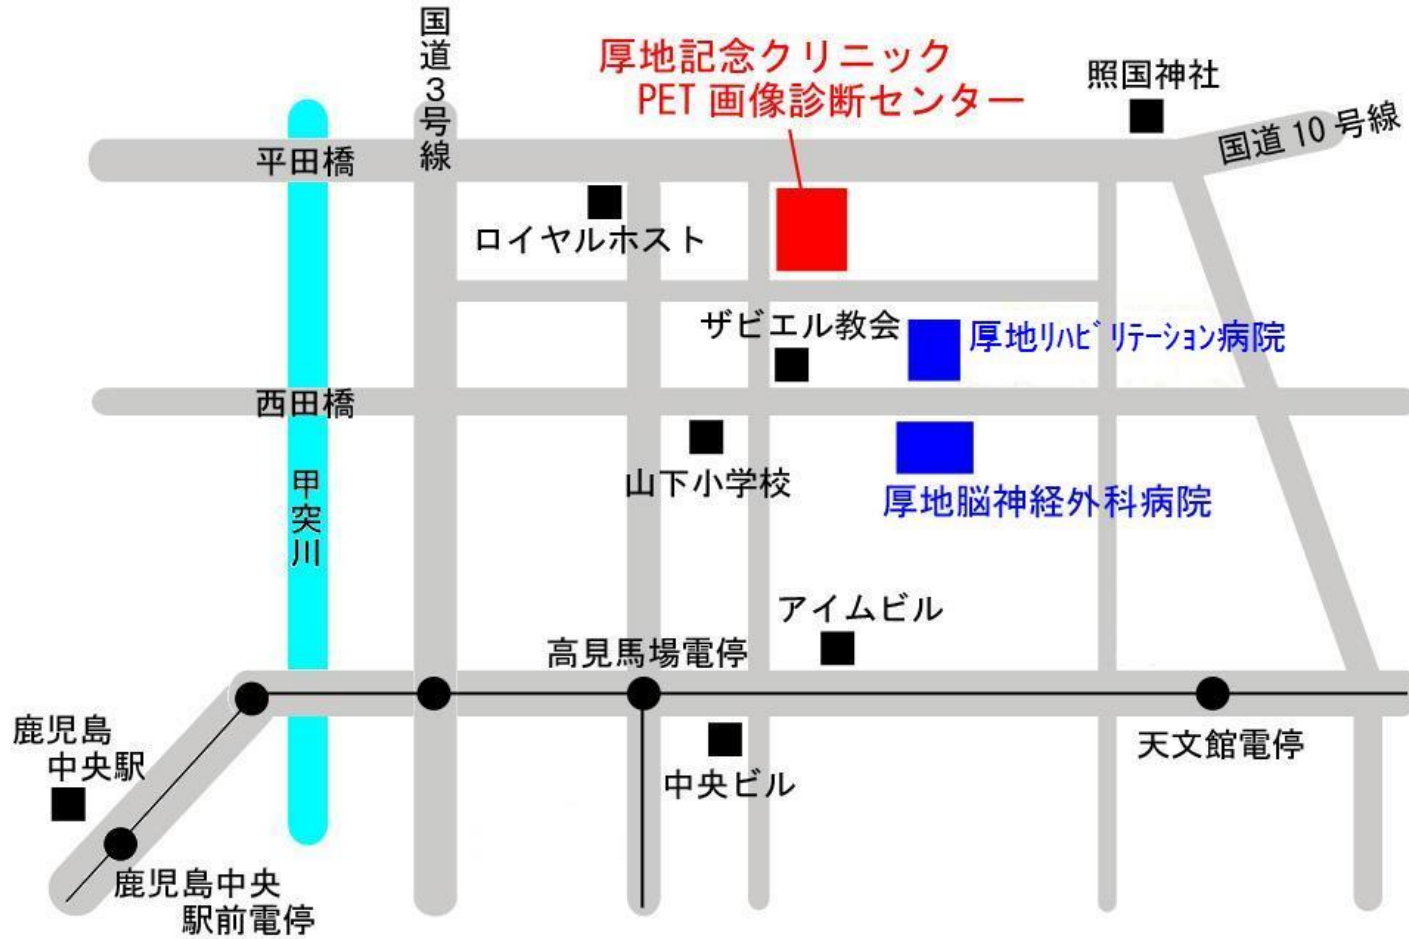 国道3号線
厚地記念クリニック
PET 画像診断センター
照国神社
国道 10 号線
平田橋
ロイヤルホスト
ザビエル教会
厚地ﾘﾊﾋﾞﾘﾃｰｼｮﾝ病院
西田橋
山下小学校
甲突川
厚地脳神経外科病院
アイムビル
高見馬場電停
鹿児島
中央駅
中央ビル
天文館電停
鹿児島中央
駅前電停